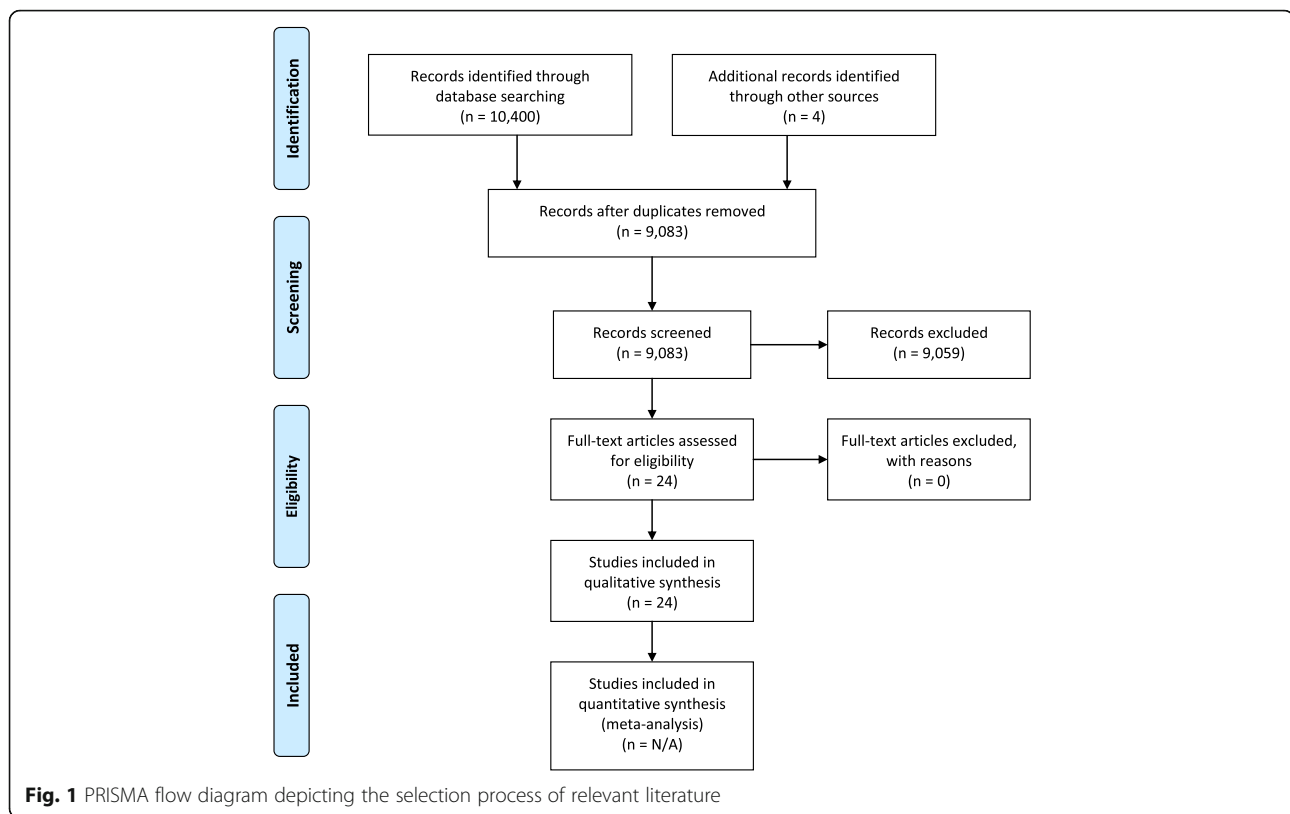 Identification
Records identified through
database searching
(n = 10,400)
Additional records identified
through other sources
(n = 4)
Records after duplicates removed
(n = 9,083)
Screening
Records screened
(n = 9,083)
Records excluded
(n = 9,059)
Eligibility
Full-text articles assessed
for eligibility
(n = 24)
Full-text articles excluded,
with reasons
(n = 0)
Studies included in
qualitative synthesis
(n = 24)
Included
Studies included in
quantitative synthesis
(meta-analysis)
(n = N/A)
Fig. 1 PRISMA flow diagram depicting the selection process of relevant literature